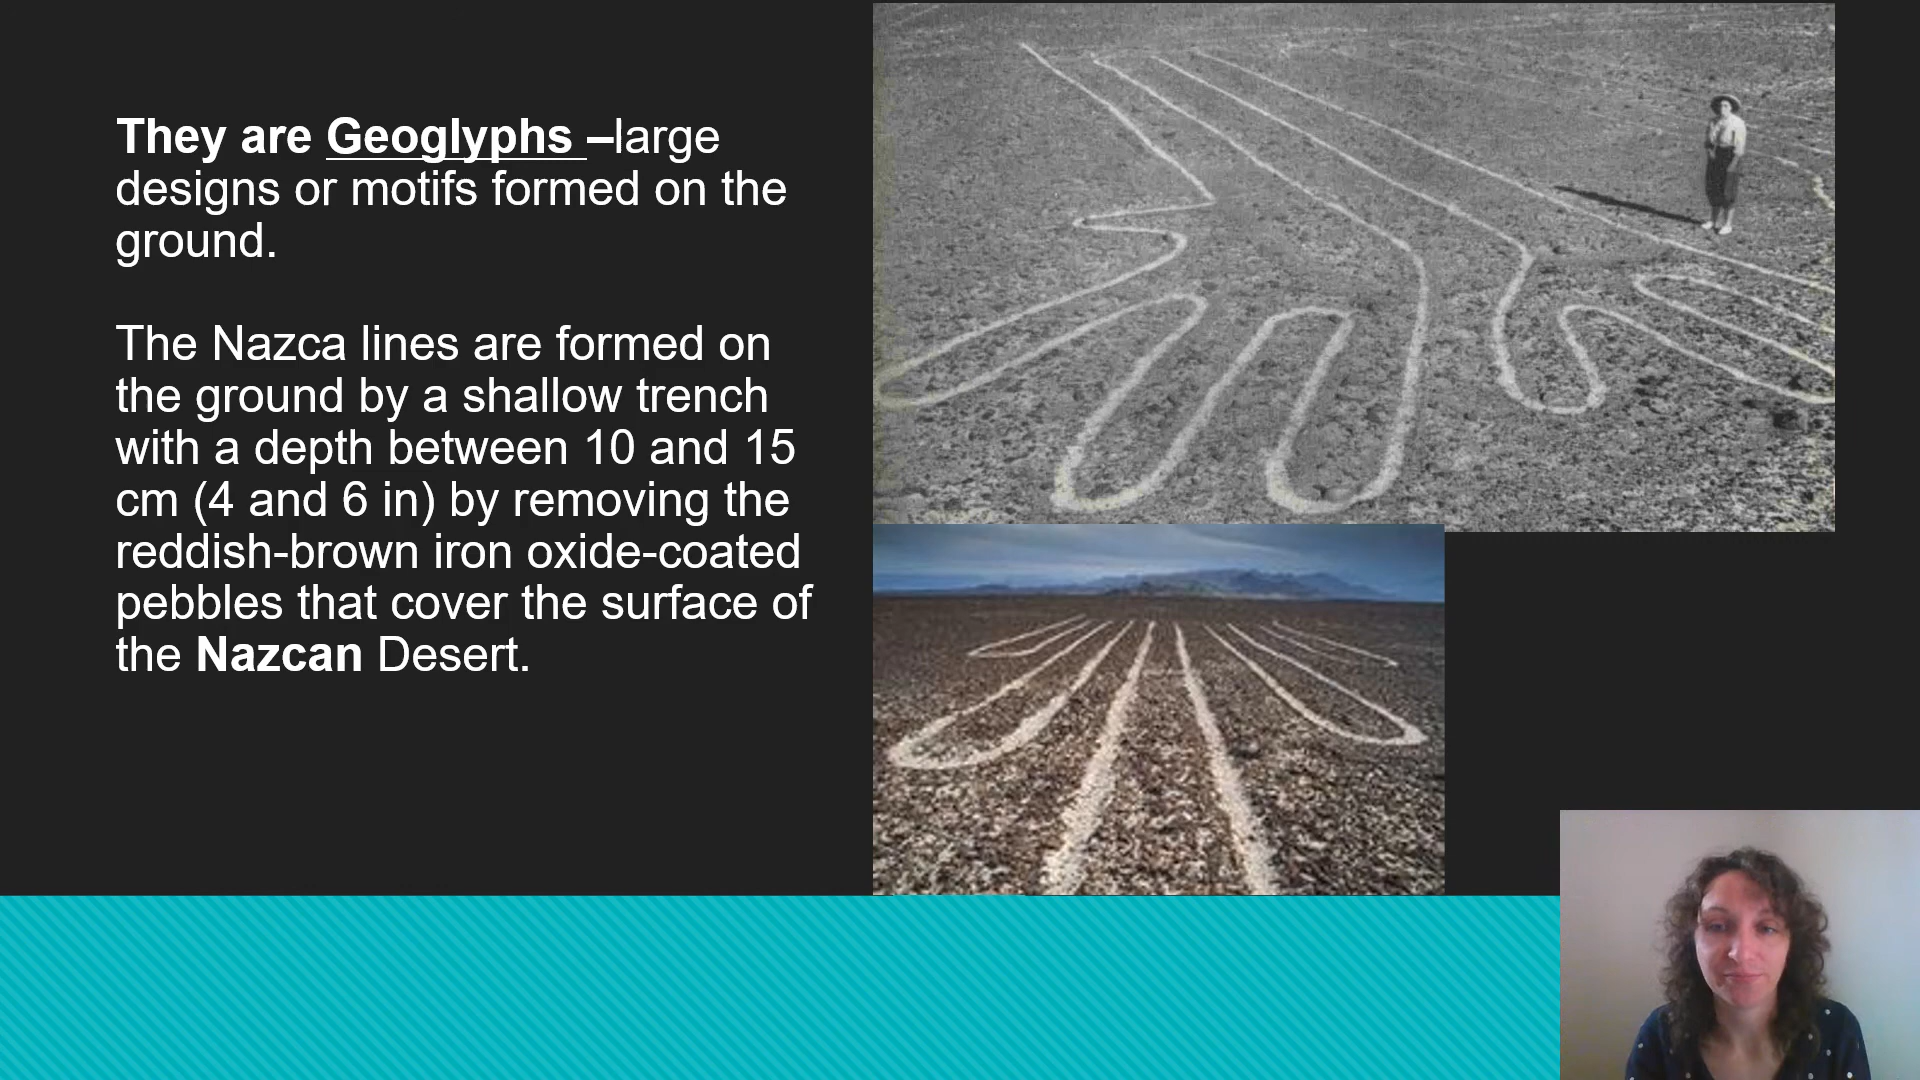 They are Geoglyphs –large
designs or motifs formed on the
ground.
The Nazca lines are formed on
the ground by a shallow trench
with a depth between 10 and 15
cm (4 and 6 in) by removing the
reddish-brown iron oxide-coated
pebbles that cover the surface of
the Nazcan Desert.